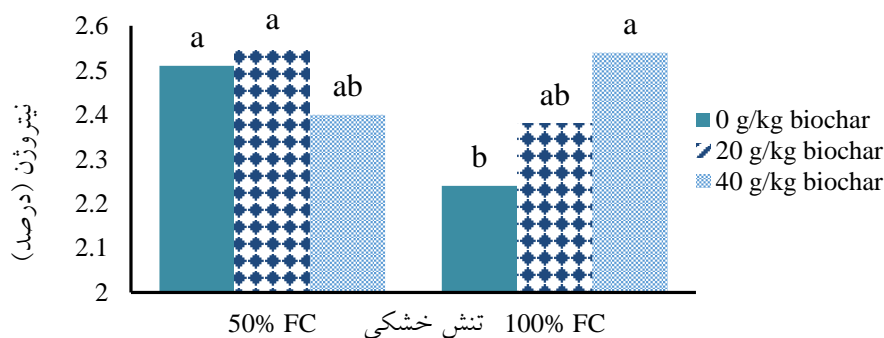 2.6
2.5
2.4
2.3
2.2
2.1
2
نیتروژن (درصد)
a
a
ab
b
ab
a
50% FC
تنش خشکی
100% FC
0 g/kg biochar
20 g/kg biochar
40 g/kg biochar